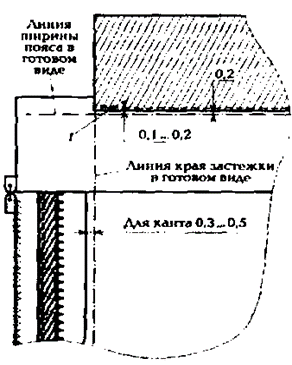 Линия
ширины
пояса в
готовом
виде
0,2
1
0,1...0,2
Линия края застежки
в готовом виде
Для канта 0,3...0,5